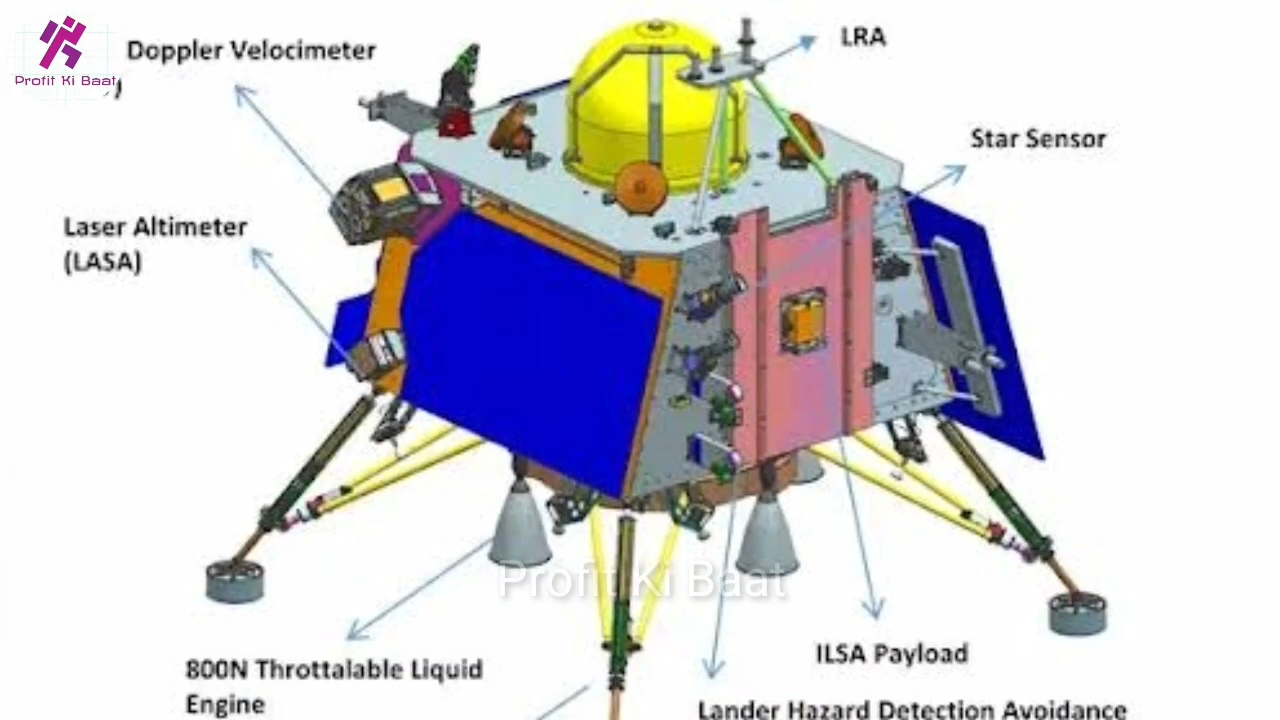 Profit Ki Baat
Doppler Velocimeter
)
LRA
Star Sensor
Laser Altimeter
(LASA)
Profit Ki Baat
800N Throttalable Liquid
Engine
ILSA Payload
Lander Hazard Detection Avoidance